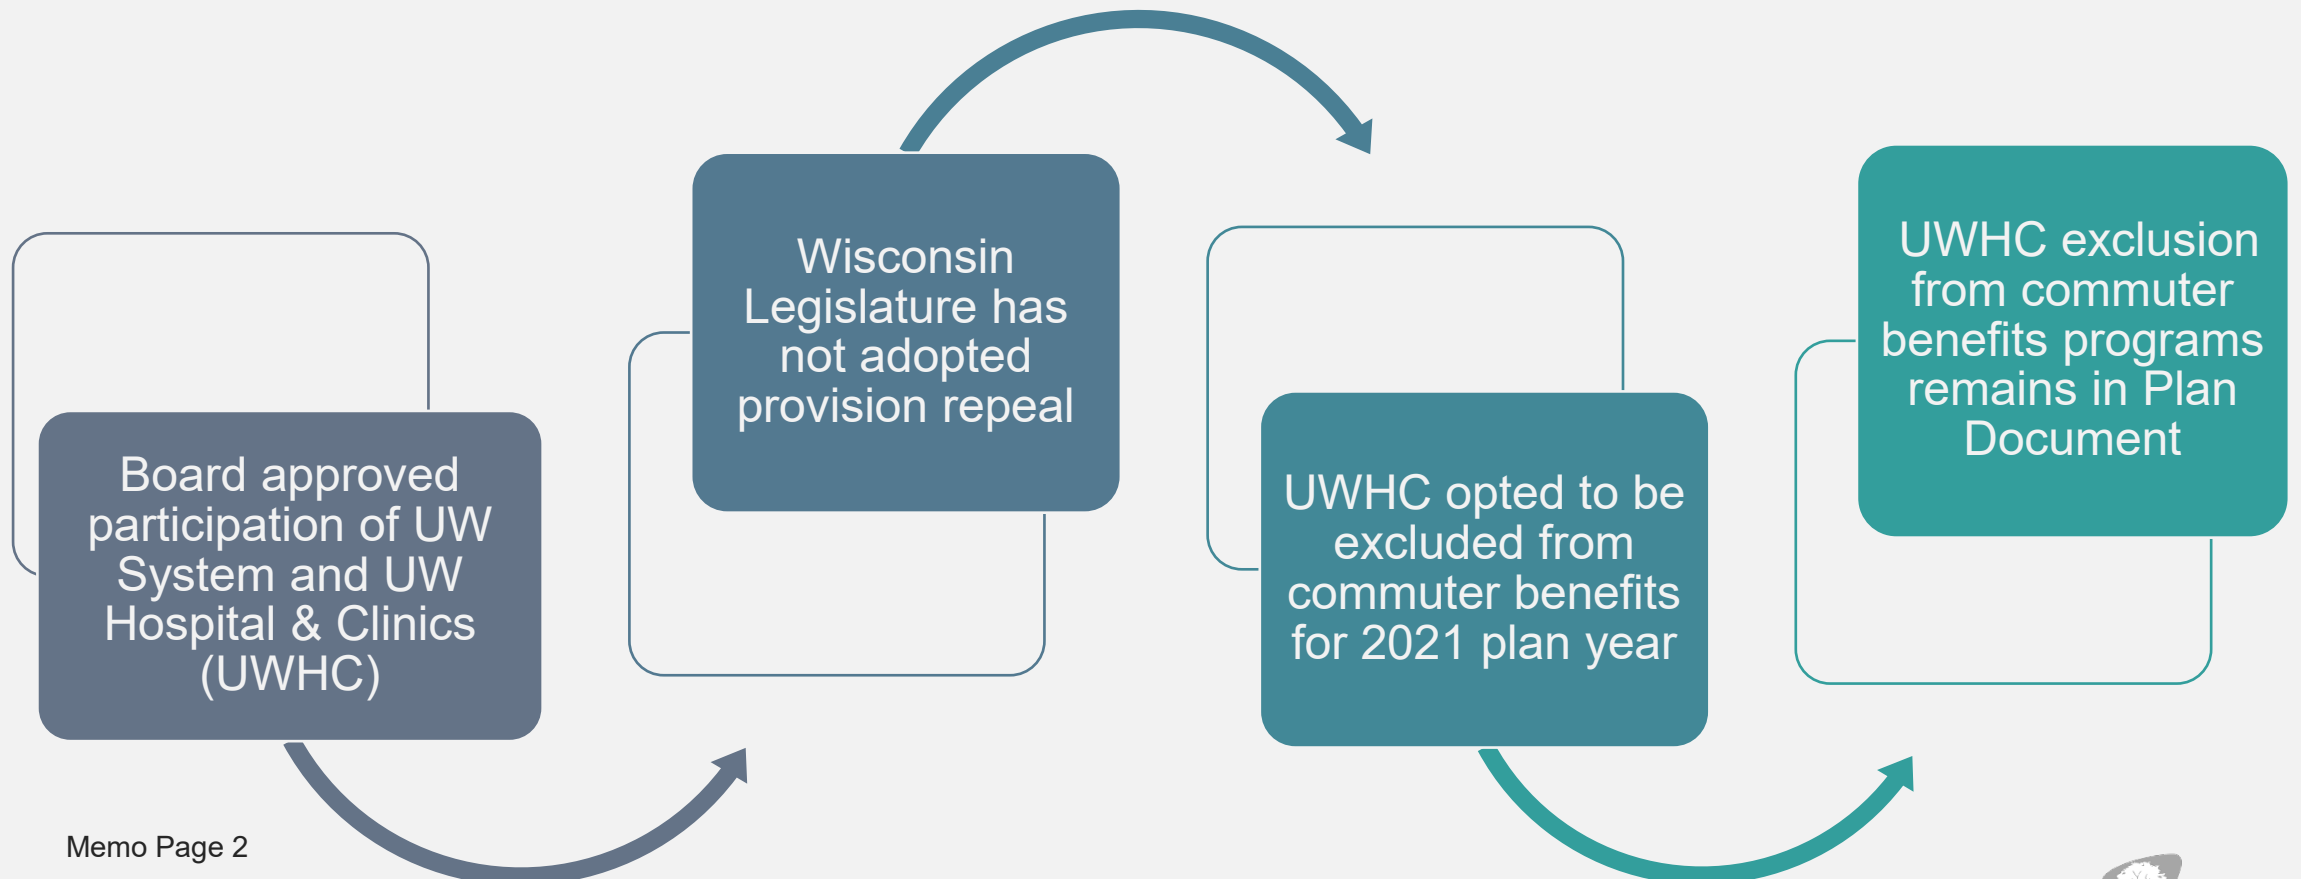 Board approved
participation of UW
System and UW
Hospital & Clinics
(UWHC)
Wisconsin
Legislature has
not adopted
provision repeal
UWHC opted to be
excluded from
commuter benefits
for 2021 plan year
UWHC exclusion
from commuter
benefits programs
remains in Plan
Document
Memo Page 2